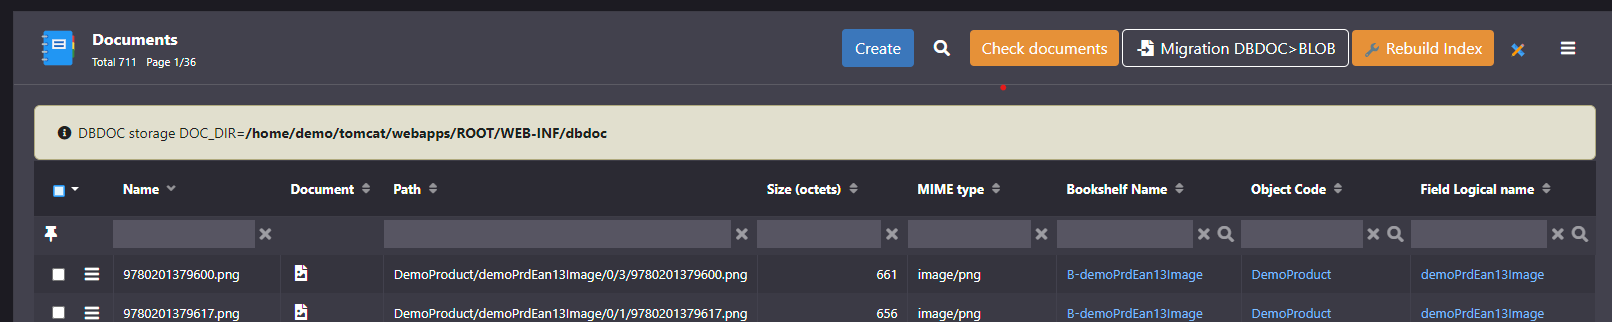 Documents
Total 711 Page 1/36
Create
Check documents
Migration DBDOC>BLOB
Rebuild Index
DBDOC storage DOC_DIR=/home/demo/tomcat/webapps/ROOT/WEB-INF/dbdoc
Name Document Path Size (octets) MIME type Bookshelf Name Object Code Field Logical name
9780201379600.png DemoProduct/demoPrdEan13Image/0/3/9780201379600.png 661 image/png B-demoPrdEan13Image DemoProduct demoPrdEan13Image
9780201379617.png DemoProduct/demoPrdEan13Image/0/1/9780201379617.png 656 image/png B-demoPrdEan13Image DemoProduct demoPrdEan13Image